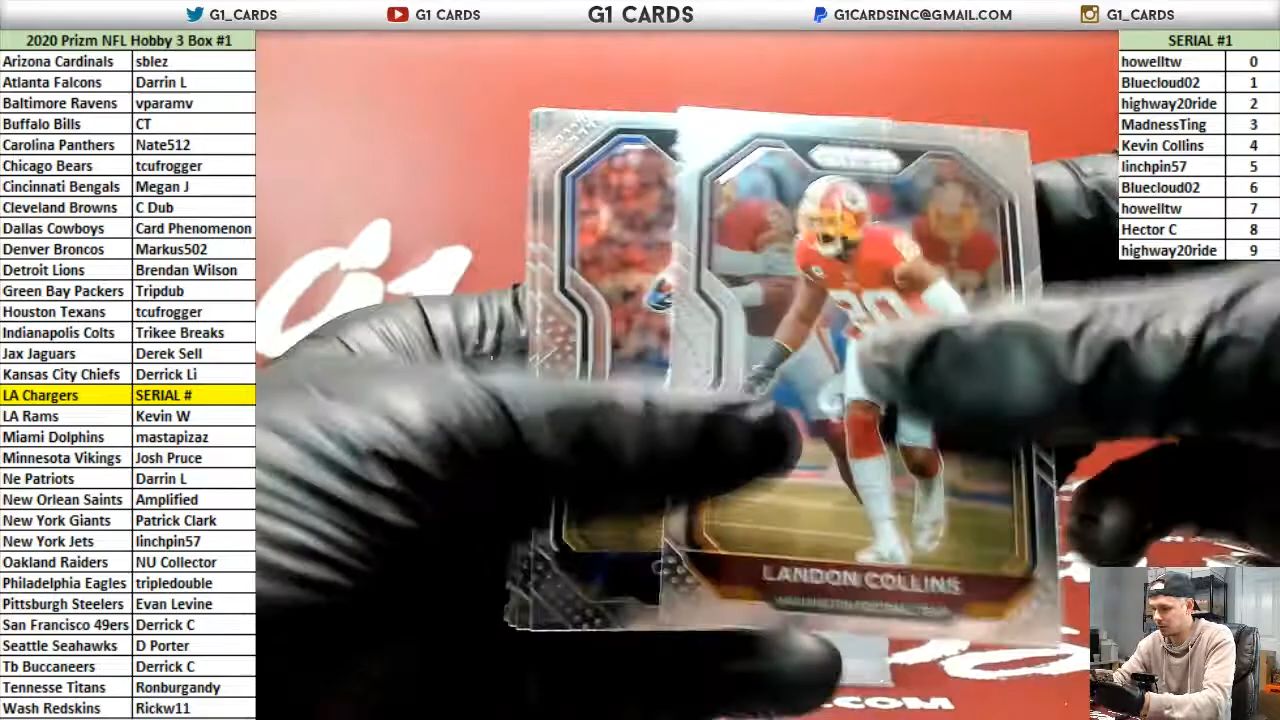 G1_CARDS G1 CARDS G1 CARDS G1CARDSINC@GMAIL.COM G1_CARDS
2020 Prizm NFL Hobby 3 Box #1
Arizona Cardinals sblez
Atlanta Falcons Darrin L
Baltimore Ravens vparamv
Buffalo Bills CT
Carolina Panthers Nate512
Chicago Bears tcufrogger
Cincinnati Bengals Megan J
Cleveland Browns C Dub
Dallas Cowboys Card Phenomenon
Denver Broncos Markus502
Detroit Lions Brendan Wilson
Green Bay Packers Tripdub
Houston Texans tcufrogger
Indianapolis Colts Trikee Breaks
Jax Jaguars Derek Sell
Kansas City Chiefs Derrick Li
LA Chargers SERIAL #
LA Rams Kevin W
Miami Dolphins mastapizaz
Minnesota Vikings Josh Pruce
Ne Patriots Darrin L
New Orlean Saints Amplified
New York Giants Patrick Clark
New York Jets linchpin57
Oakland Raiders NU Collector
Philadelphia Eagles tripledouble
Pittsburgh Steelers Evan Levine
San Francisco 49ers Derrick C
Seattle Seahawks D Porter
Tb Buccaneers Derrick C
Tennesse Titans Ronburgandy
Wash Redskins Rickw11
SERIAL #1
howelltw 0
Bluecloud02 1
highway20ride 2
MadnessTing 3
Kevin Collins 4
linchpin57 5
Bluecloud02 6
howelltw 7
Hector C 8
highway20ride 9
LANDON COLLINS
WASHINGTON FOOTBALL TEAM